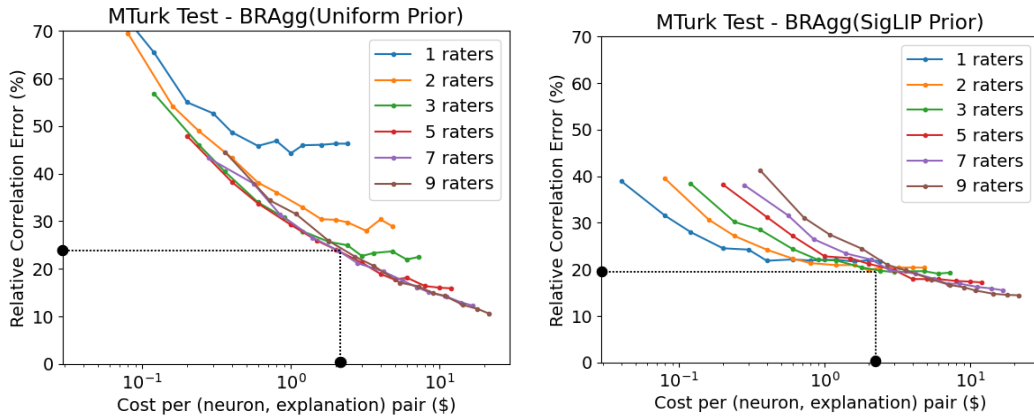 MTurk Test - BRAgg(Uniform Prior)
Relative Correlation Error (%)
70
60
50
40
30
20
10
0
1 raters
2 raters
3 raters
5 raters
7 raters
9 raters
10⁻¹
10⁰
10¹
Cost per (neuron, explanation) pair ($)
MTurk Test - BRAgg(SigLIP Prior)
Relative Correlation Error (%)
70
60
50
40
30
20
10
0
1 raters
2 raters
3 raters
5 raters
7 raters
9 raters
10⁻¹
10⁰
10¹
Cost per (neuron, explanation) pair ($)